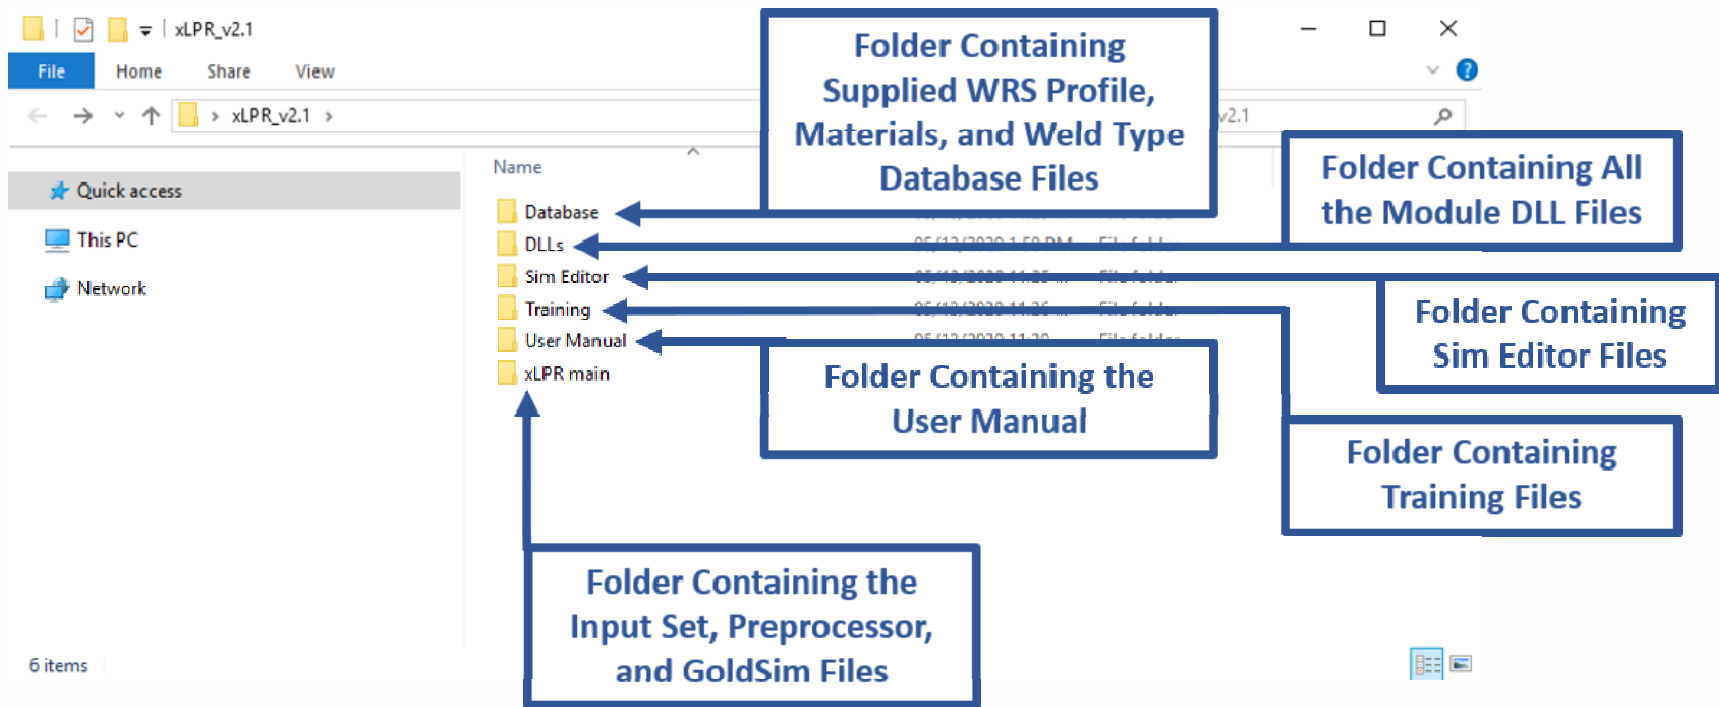 xLPR_v2.1
File Home Share View
xLPR_v2.1
v2.1
Quick access
This PC
Network
6 items
Name
Database
DLLs
Sim Editor
Training
User Manual
xLPR main
Folder Containing
Supplied WRS Profile,
Materials, and Weld Type
Database Files
Folder Containing All
the Module DLL Files
Folder Containing
Sim Editor Files
Folder Containing
Training Files
Folder Containing the
User Manual
Folder Containing the
Input Set, Preprocessor,
and GoldSim Files